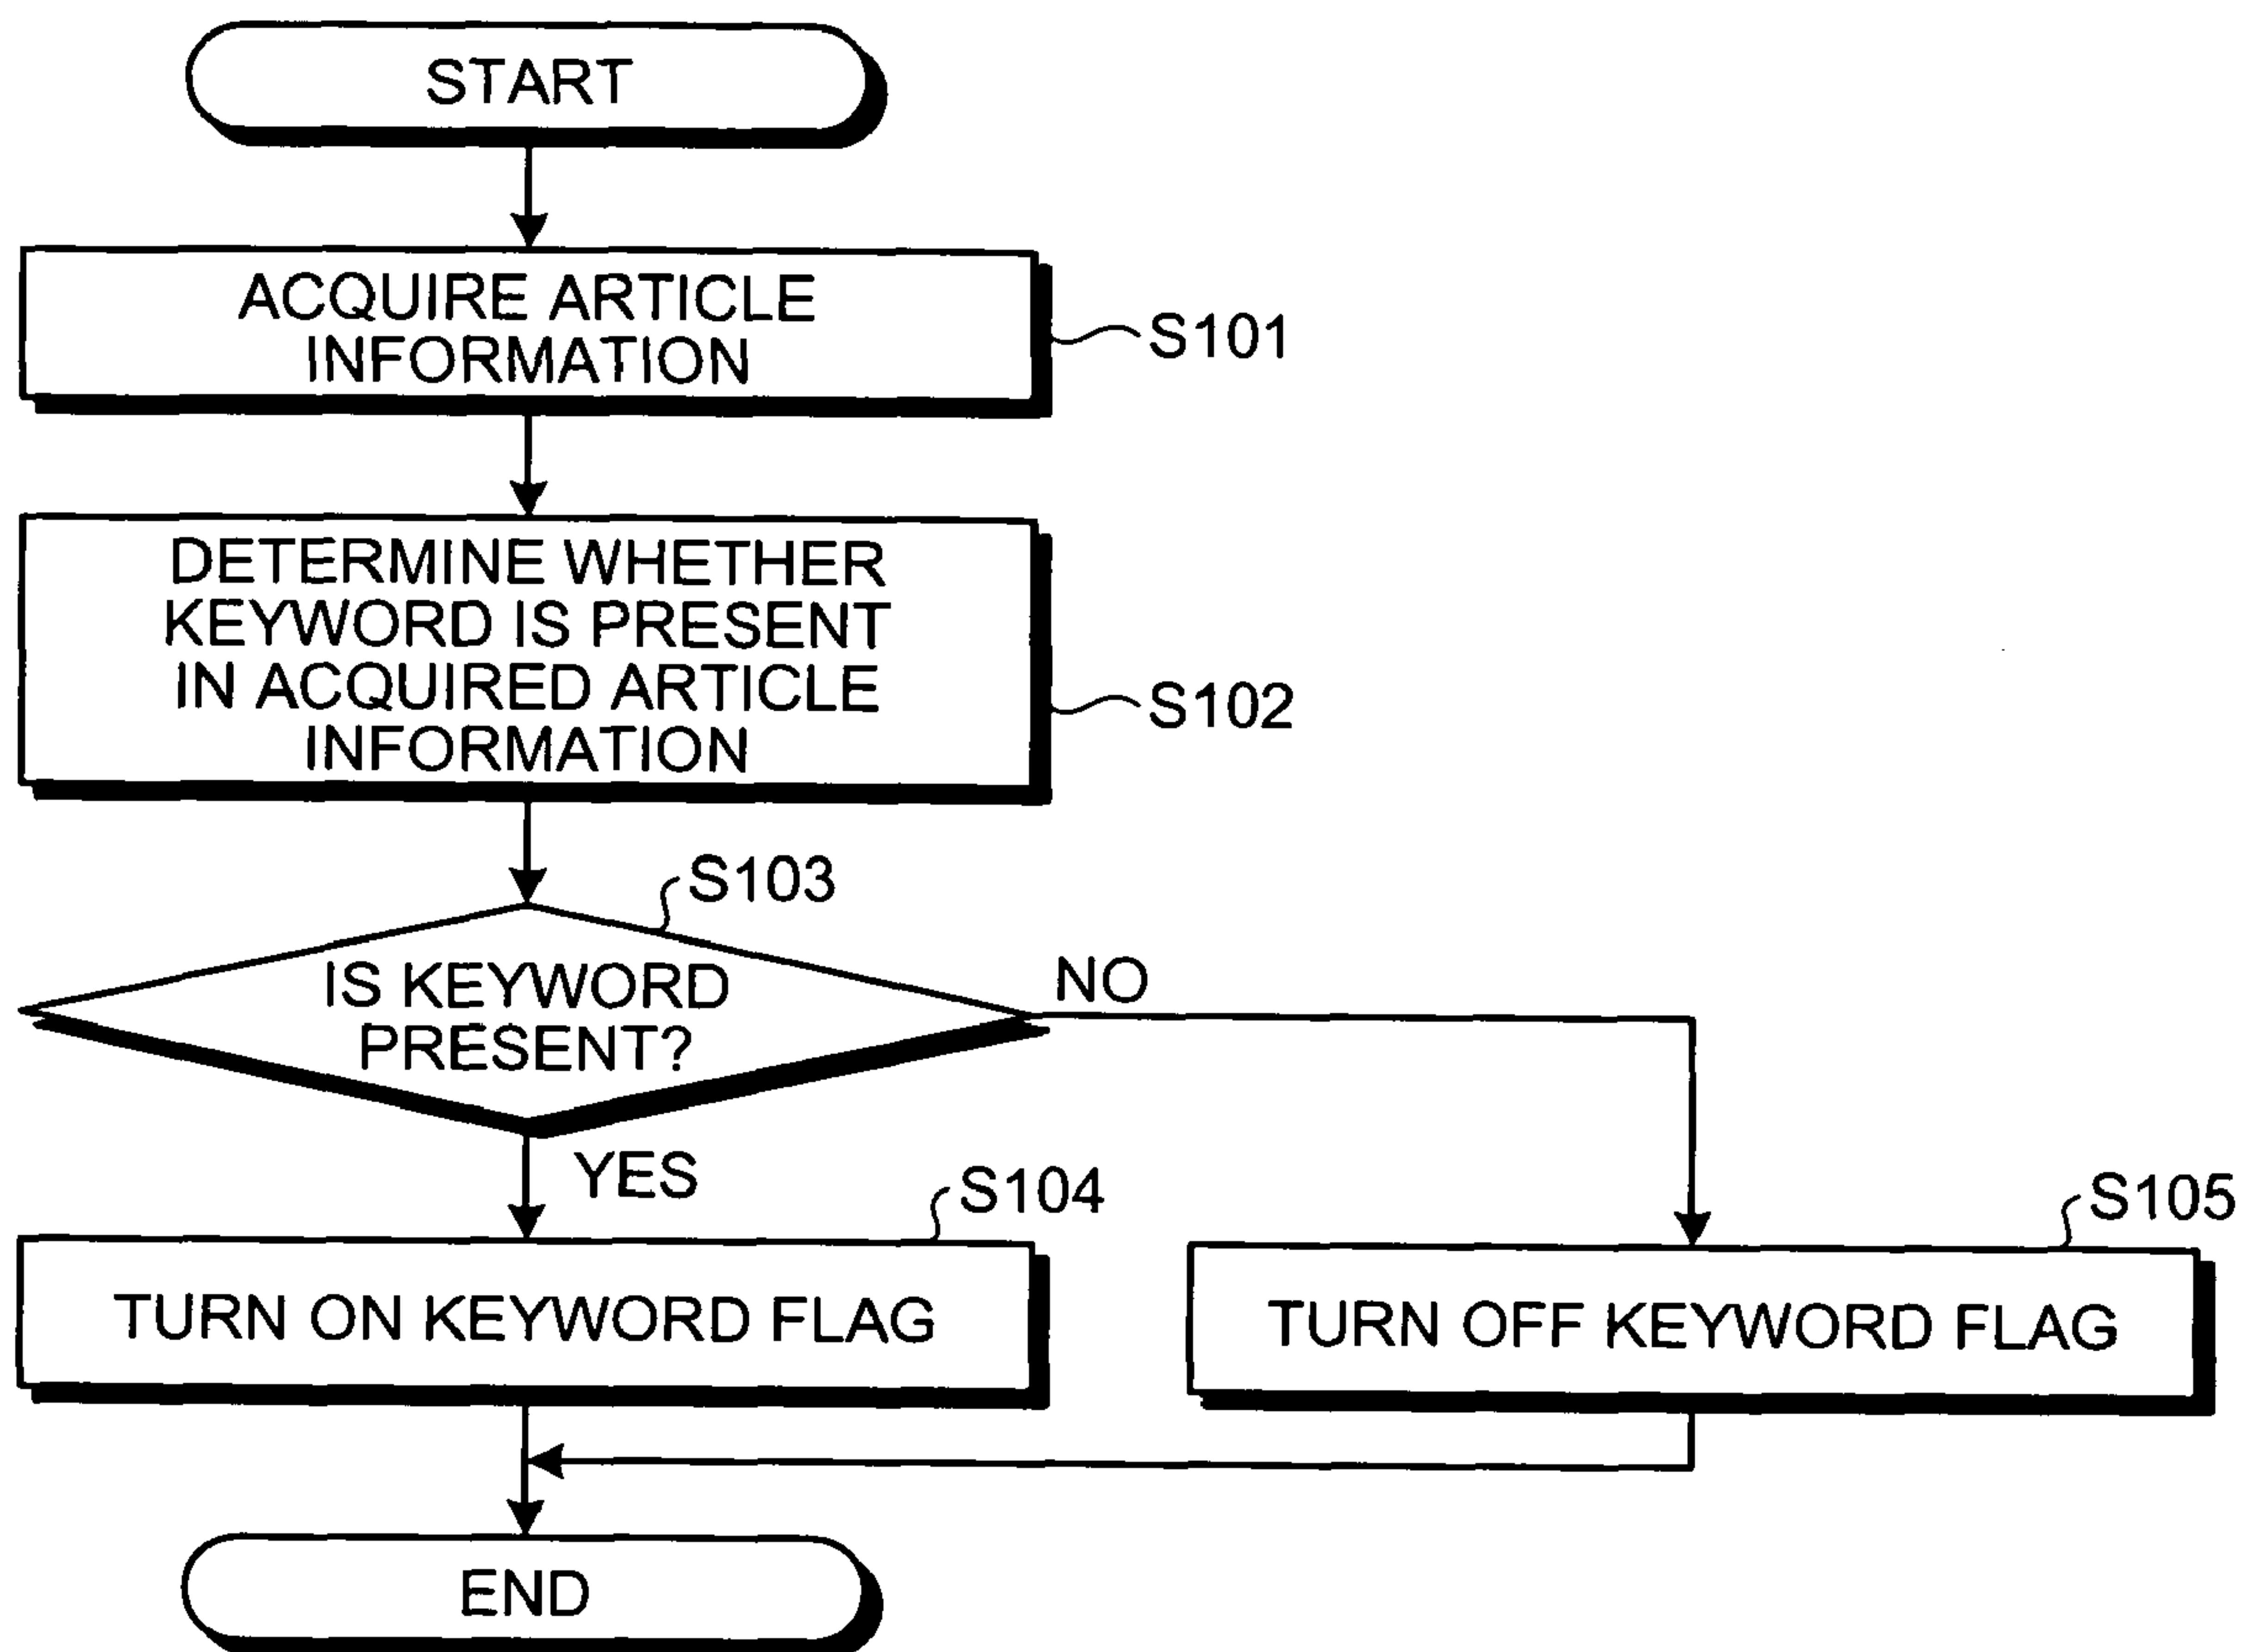 START
ACQUIRE ARTICLE
INFORMATION
S101
DETERMINE WHETHER
KEYWORD IS PRESENT
IN ACQUIRED ARTICLE
INFORMATION
S102
S103
IS KEYWORD
PRESENT?
NO
YES
S104
TURN ON KEYWORD FLAG
S105
TURN OFF KEYWORD FLAG
END